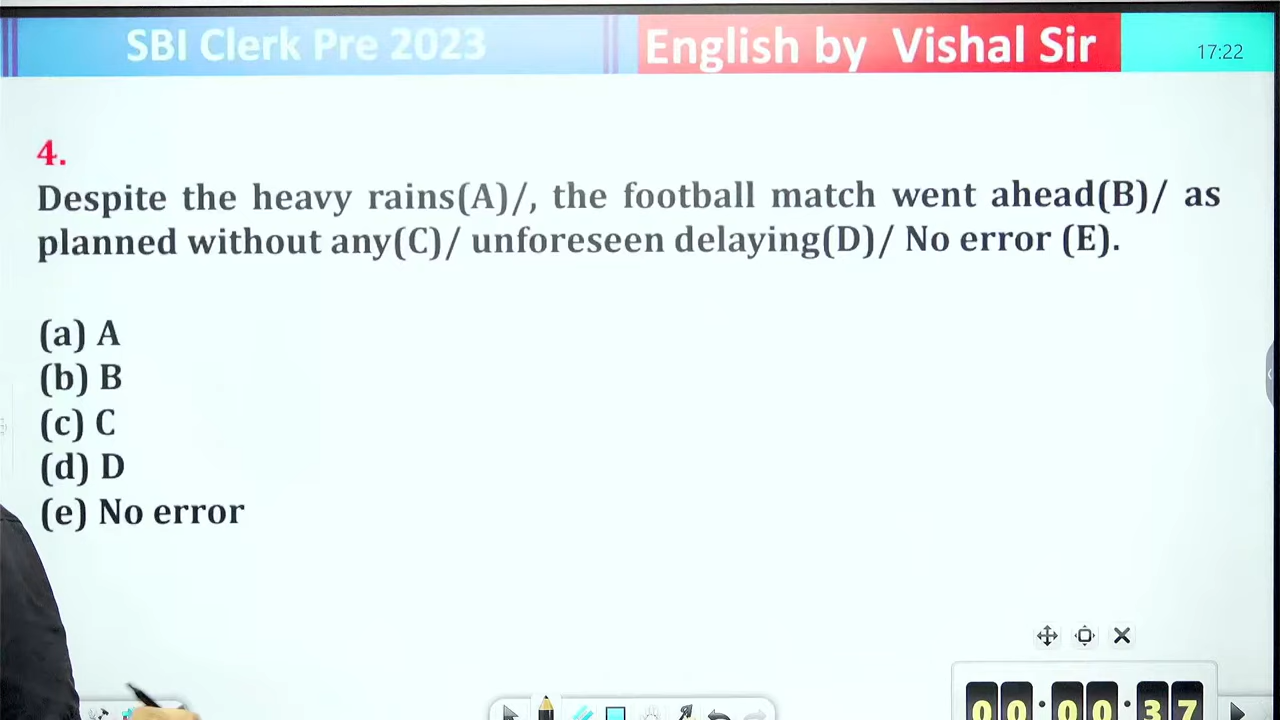 SBI Clerk Pre 2023
English by Vishal Sir
17:22
4.
Despite the heavy rains(A)/, the football match went ahead(B)/ as
planned without any(C)/ unforeseen delaying(D)/ No error (E).
(a) A
(b) B
(c) C
(d) D
(e) No error
00:00:37